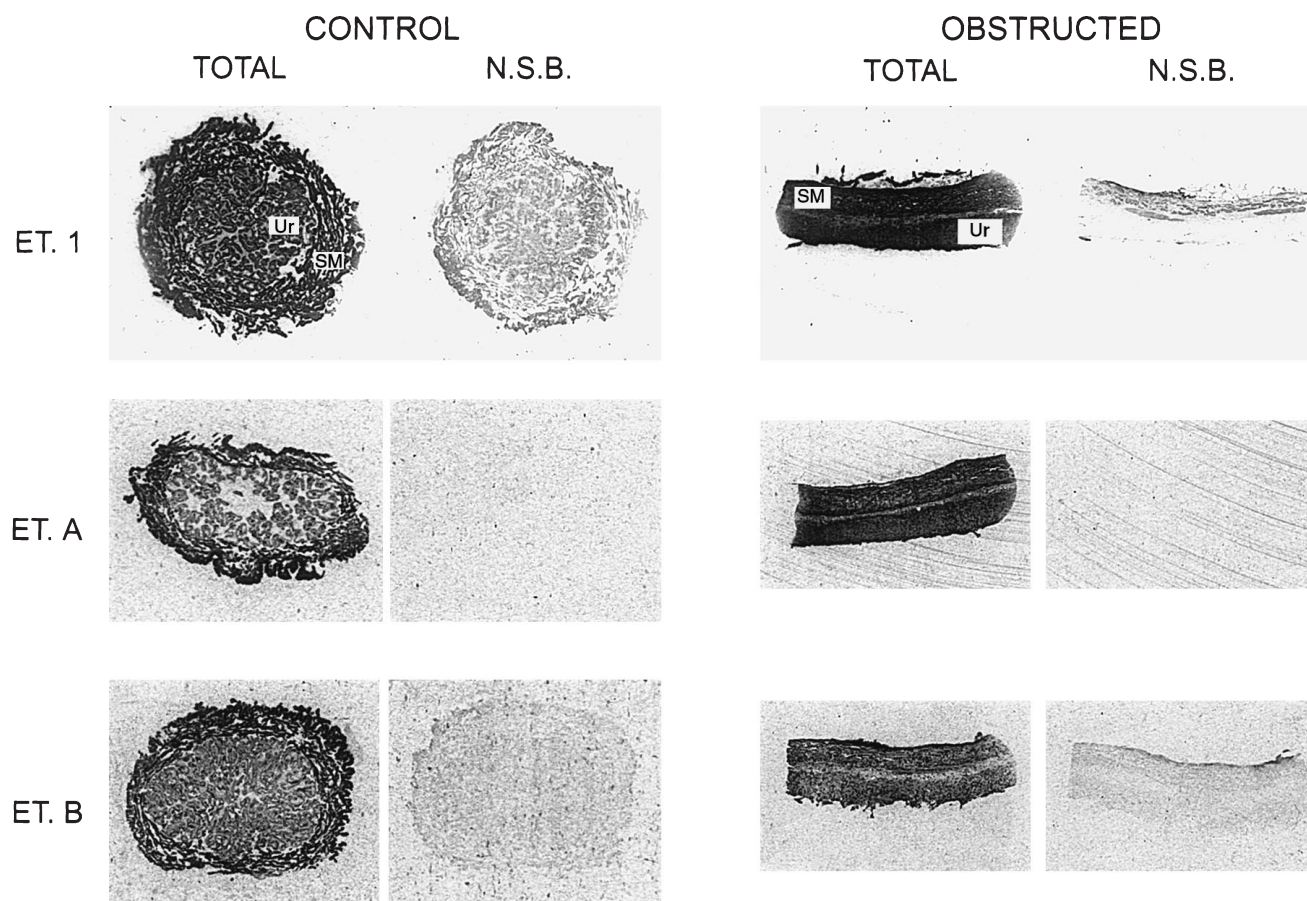 CONTROL OBSTRUCTED
TOTAL N.S.B. TOTAL N.S.B.
ET. 1
Ur
SM
SM
Ur
ET. A
ET. B